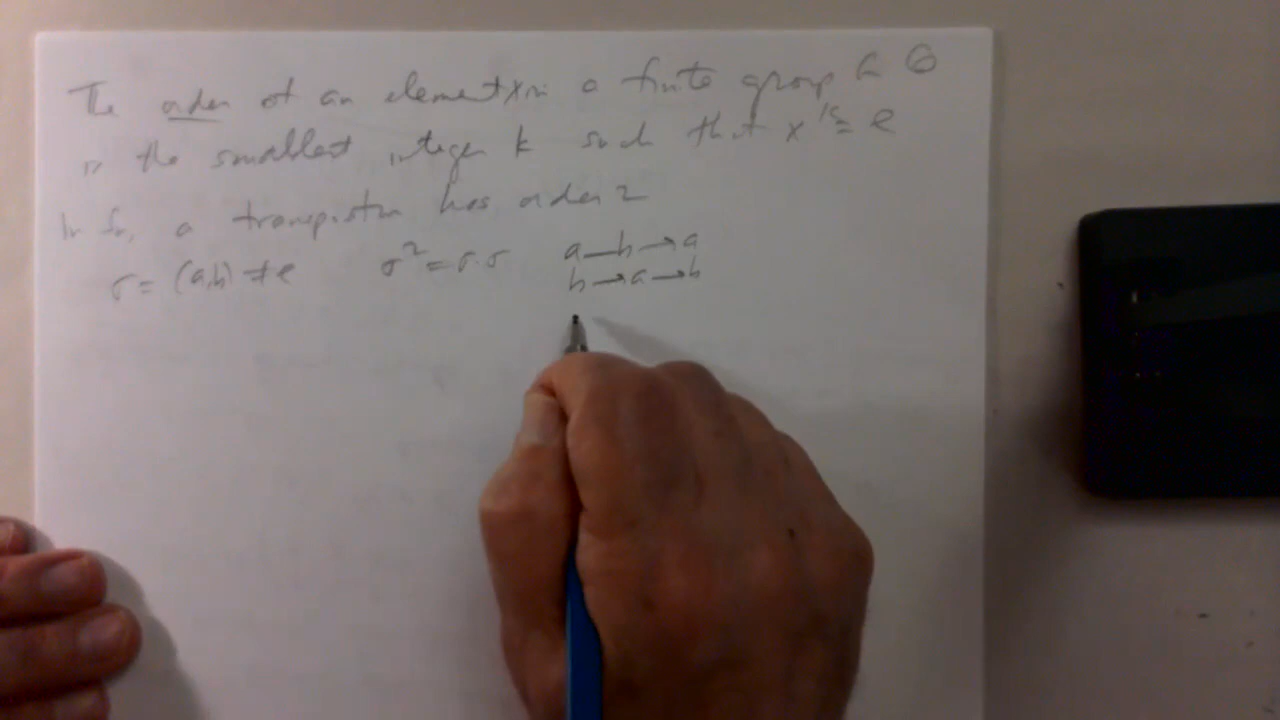 The order of an element x in a finite group G ⑥
is the smallest integer k such that x^k = e
In Sn, a transposition has order 2
σ = (a,b) ≠ e σ² = σ·σ a → b → a
b → a → b